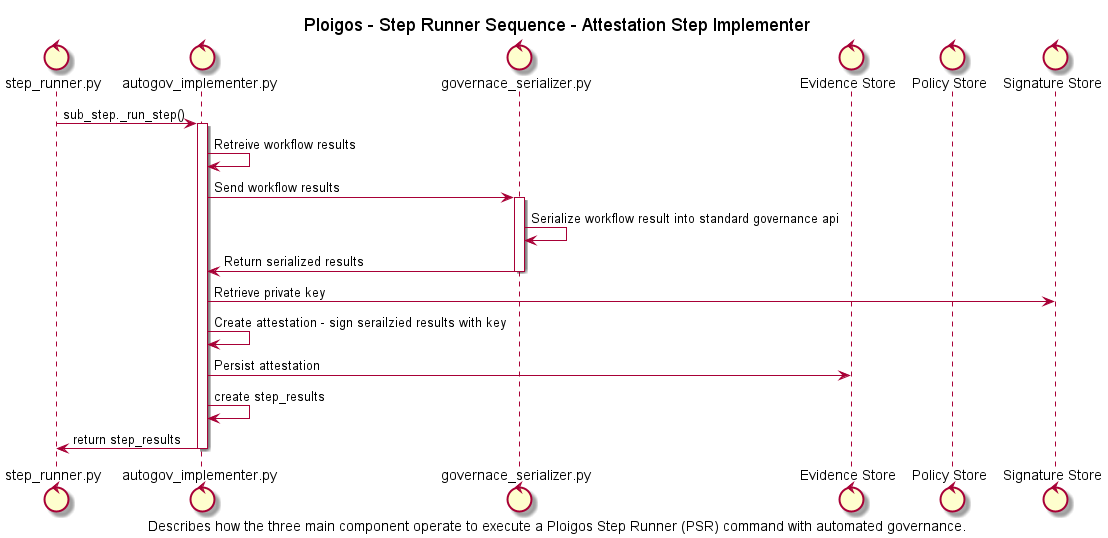 Ploigos - Step Runner Sequence - Attestation Step Implementer
step_runner.py autogov_implementer.py governace_serializer.py Evidence Store Policy Store Signature Store
sub_step._run_step()
Retreive workflow results
Send workflow results
Serialize workflow result into standard governance api
Return serialized results
Retrieve private key
Create attestation - sign serailzied results with key
Persist attestation
create step_results
return step_results
step_runner.py autogov_implementer.py governace_serializer.py Evidence Store Policy Store Signature Store
Describes how the three main component operate to execute a Ploigos Step Runner (PSR) command with automated governance.